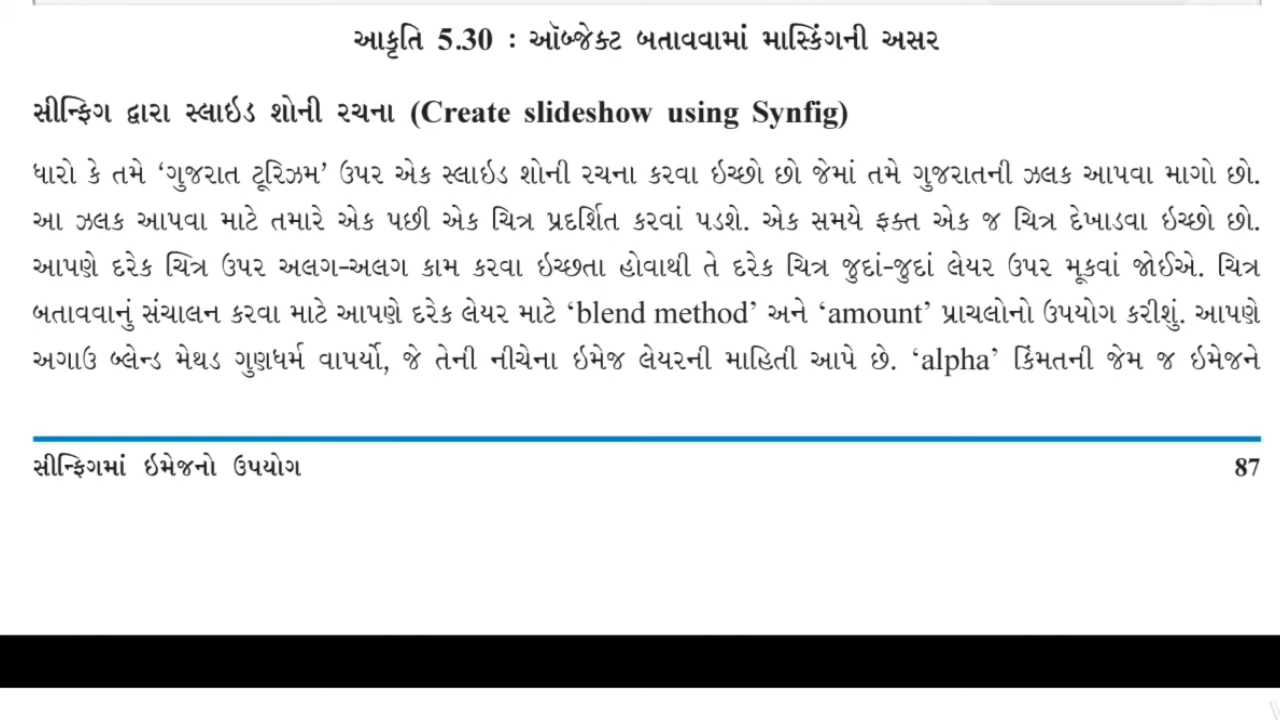 આકૃતિ 5.30 : ઑબ્જેક્ટ બતાવવામાં માસ્કિંગની અસર
સીન્ફિગ દ્વારા સ્લાઇડ શોની રચના (Create slideshow using Synfig)
ધારો કે તમે ‘ગુજરાત ટૂરિઝમ’ ઉપર એક સ્લાઇડ શોની રચના કરવા ઇચ્છો છો જેમાં તમે ગુજરાતની ઝલક આપવા માગો છો.
આ ઝલક આપવા માટે તમારે એક પછી એક ચિત્ર પ્રદર્શિત કરવાં પડશે. એક સમયે ફક્ત એક જ ચિત્ર દેખાડવા ઇચ્છો છો.
આપણે દરેક ચિત્ર ઉપર અલગ-અલગ કામ કરવા ઇચ્છતા હોવાથી તે દરેક ચિત્ર જુદાં-જુદાં લેયર ઉપર મૂકવાં જોઈએ. ચિત્ર
બતાવવાનું સંચાલન કરવા માટે આપણે દરેક લેયર માટે ‘blend method’ અને ‘amount’ પ્રાચલોનો ઉપયોગ કરીશું. આપણે
અગાઉ બ્લેન્ડ મેથડ ગુણધર્મ વાપર્યો, જે તેની નીચેના ઇમેજ લેયરની માહિતી આપે છે. ‘alpha’ કિંમતની જેમ જ ઇમેજને
સીન્ફિગમાં ઇમેજનો ઉપયોગ 87